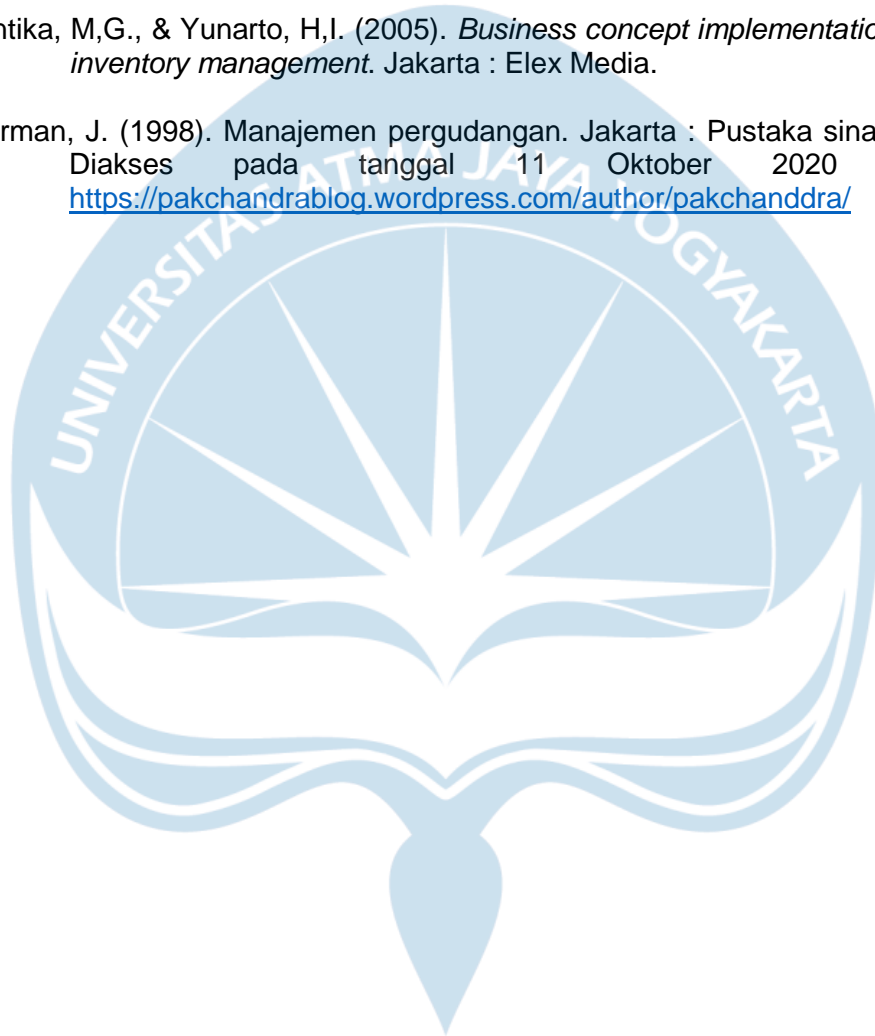 ntika, M,G., & Yunarto, H,I. (2005). Business concept implementatio
inventory management. Jakarta : Elex Media.
rman, J. (1998). Manajemen pergudangan. Jakarta : Pustaka sina
Diakses pada tanggal 11 Oktober 2020
https://pakchandrablog.wordpress.com/author/pakchanddra/
UNIVERSITAS ATMA JAYA YOGYAKARTA